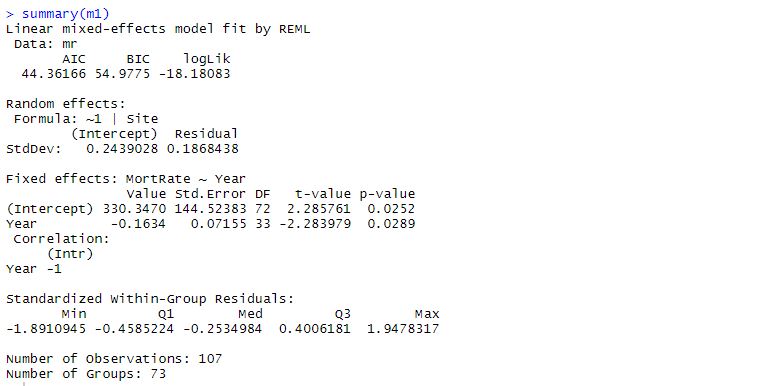 > summary(m1)
Linear mixed-effects model fit by REML
 Data: mr
       AIC     BIC    logLik
  44.36166 54.9775 -18.18083

Random effects:
 Formula: ~1 | Site
        (Intercept)  Residual
StdDev:   0.2439028 0.1868438

Fixed effects: MortRate ~ Year
               Value Std.Error DF   t-value p-value
(Intercept) 330.3470 144.52383 72  2.285761  0.0252
Year         -0.1634   0.07155 33 -2.283979  0.0289
 Correlation:
     (Intr)
Year -1

Standardized Within-Group Residuals:
       Min         Q1        Med         Q3        Max
-1.8910945 -0.4585224 -0.2534984  0.4006181  1.9478317

Number of Observations: 107
Number of Groups: 73